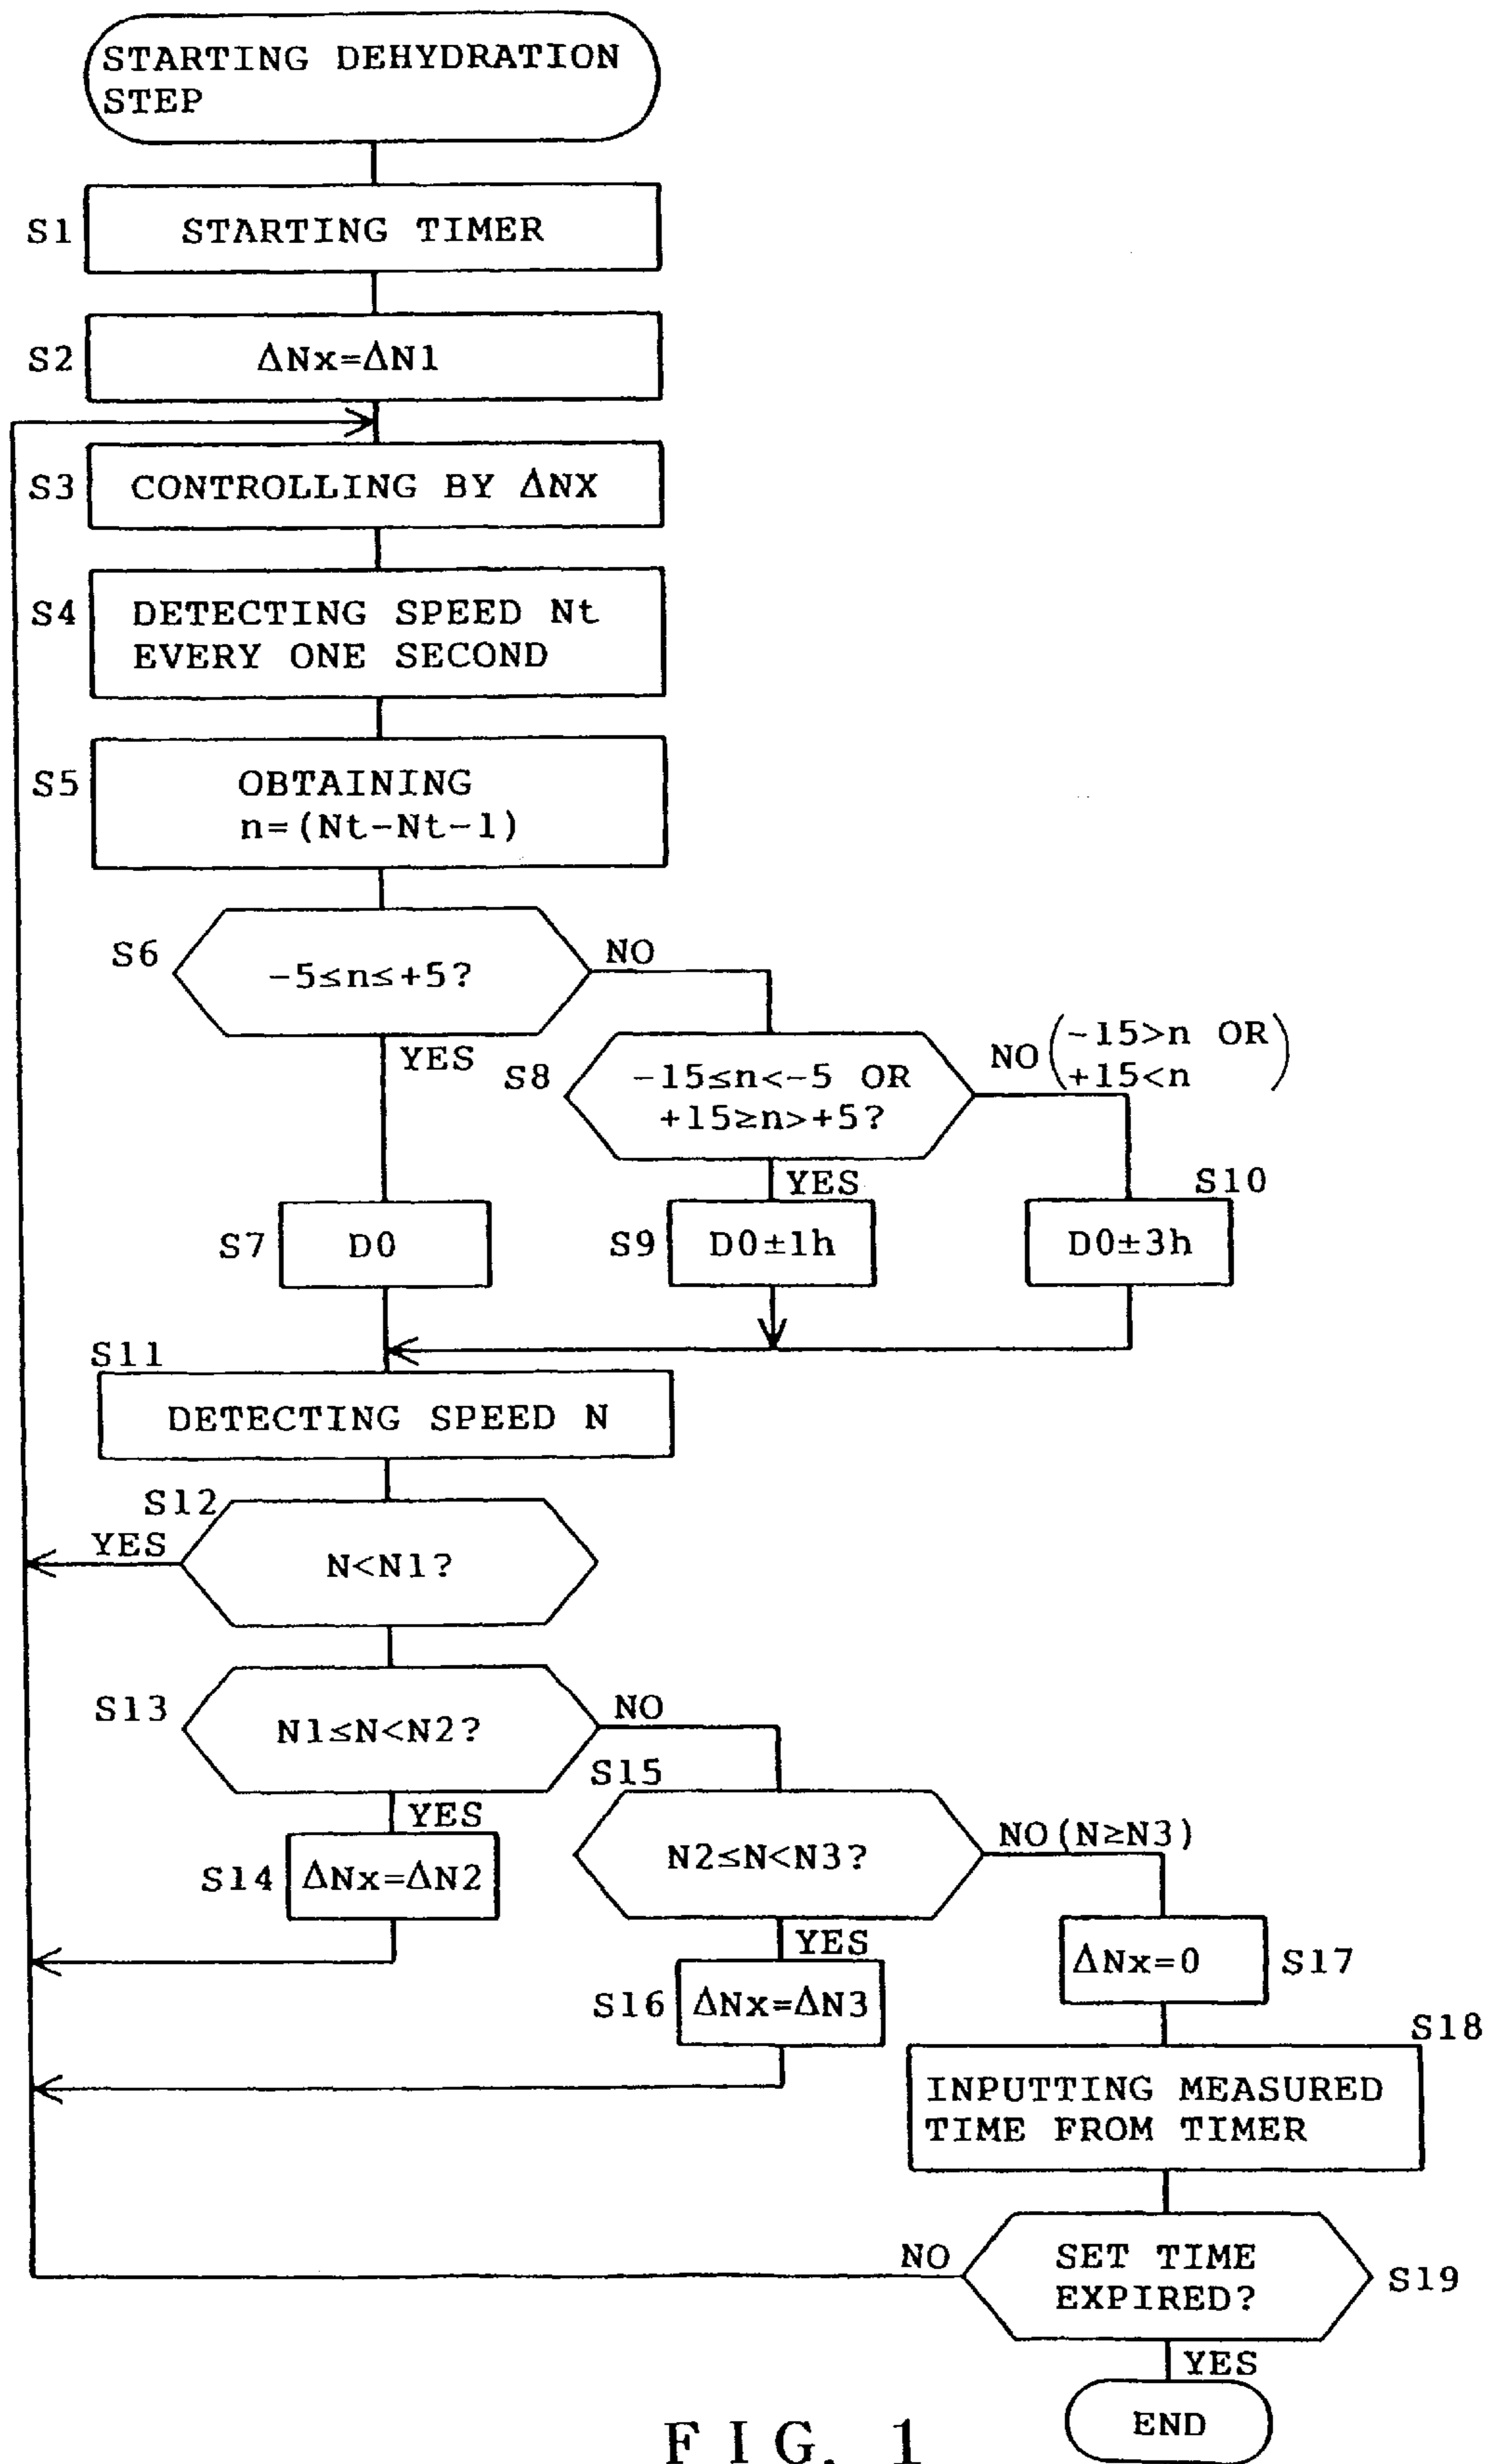 STARTING DEHYDRATION
STEP
S1
STARTING TIMER
S2
ΔNx=ΔN1
S3
CONTROLLING BY ΔNX
S4
DETECTING SPEED Nt
EVERY ONE SECOND
S5
OBTAINING
n=(Nt-Nt-1)
S6
-5≤n≤+5?
NO
YES
S8
-15≤n<-5 OR
+15≥n>+5?
NO (-15>n OR
+15<n)
YES
S7
D0
S9
D0±1h
S10
D0±3h
S11
DETECTING SPEED N
S12
YES
N<N1?
S13
N1≤N<N2?
NO
YES
S14
ΔNx=ΔN2
S15
N2≤N<N3?
NO(N≥N3)
YES
S16
ΔNx=ΔN3
ΔNx=0
S17
S18
INPUTTING MEASURED
TIME FROM TIMER
NO
SET TIME
EXPIRED?
S19
YES
END
FIG. 1